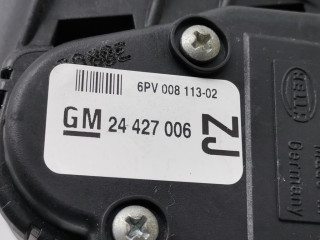 6PV 008 113-02
GM 24 427 006
ZJ
HELLA
Germany